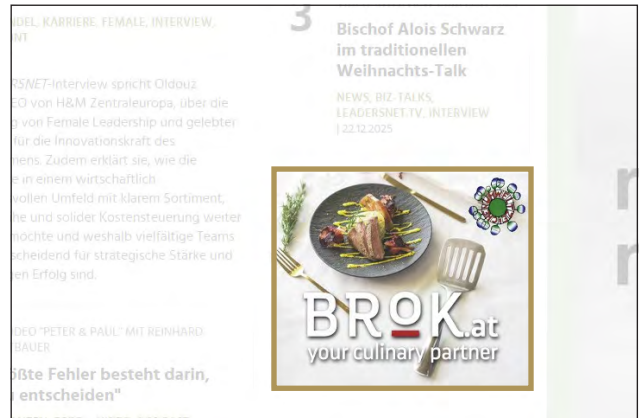 NDEL, KARRIERE, FEMALE, INTERVIEW,
RSNET-Interview spricht Oldouz
EO von H&M Zentraleuropa, über die
g von Female Leadership und gelebter
für die Innovationskraft des
mens. Zudem erklärt sie, wie die
e in einem wirtschaftlich
vollen Umfeld mit klarem Sortiment,
he und solider Kostensteuerung weiter
möchte und weshalb vielfältige Teams
scheidend für strategische Stärke und
en Erfolg sind.
IDEO "PETER & PAUL" MIT REINHARD
BAUER
ößte Fehler besteht darin,
entscheiden"
3
Bischof Alois Schwarz
im traditionellen
Weihnachts-Talk
NEWS, BIZ-TALKS,
LEADERSNET.TV, INTERVIEW
| 22.12.2025
BROK.at
your culinary partner